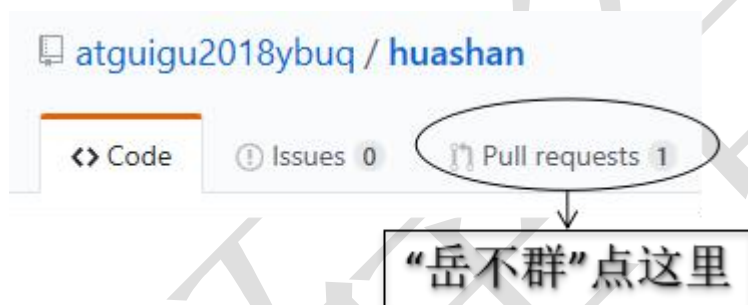 atguigu2018ybuq / huashan
<> Code Issues 0 Pull requests 1
“岳不群”点这里